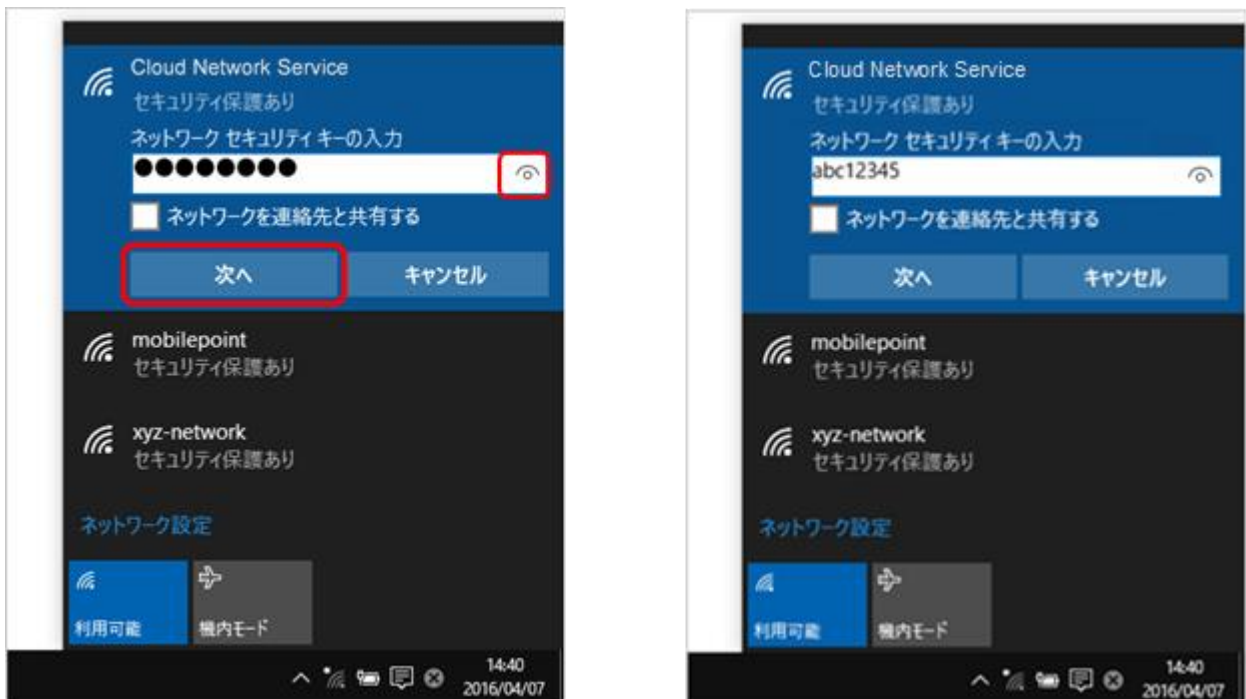 Cloud Network Service
セキュリティ保護あり
ネットワーク セキュリティ キーの入力
●●●●●●●●
ネットワークを連絡先と共有する
次へ キャンセル
mobilepoint
セキュリティ保護あり
xyz-network
セキュリティ保護あり
ネットワーク設定
利用可能 機内モード
14:40
2016/04/07
Cloud Network Service
セキュリティ保護あり
ネットワーク セキュリティ キーの入力
abc12345
ネットワークを連絡先と共有する
次へ キャンセル
mobilepoint
セキュリティ保護あり
xyz-network
セキュリティ保護あり
ネットワーク設定
利用可能 機内モード
14:40
2016/04/07